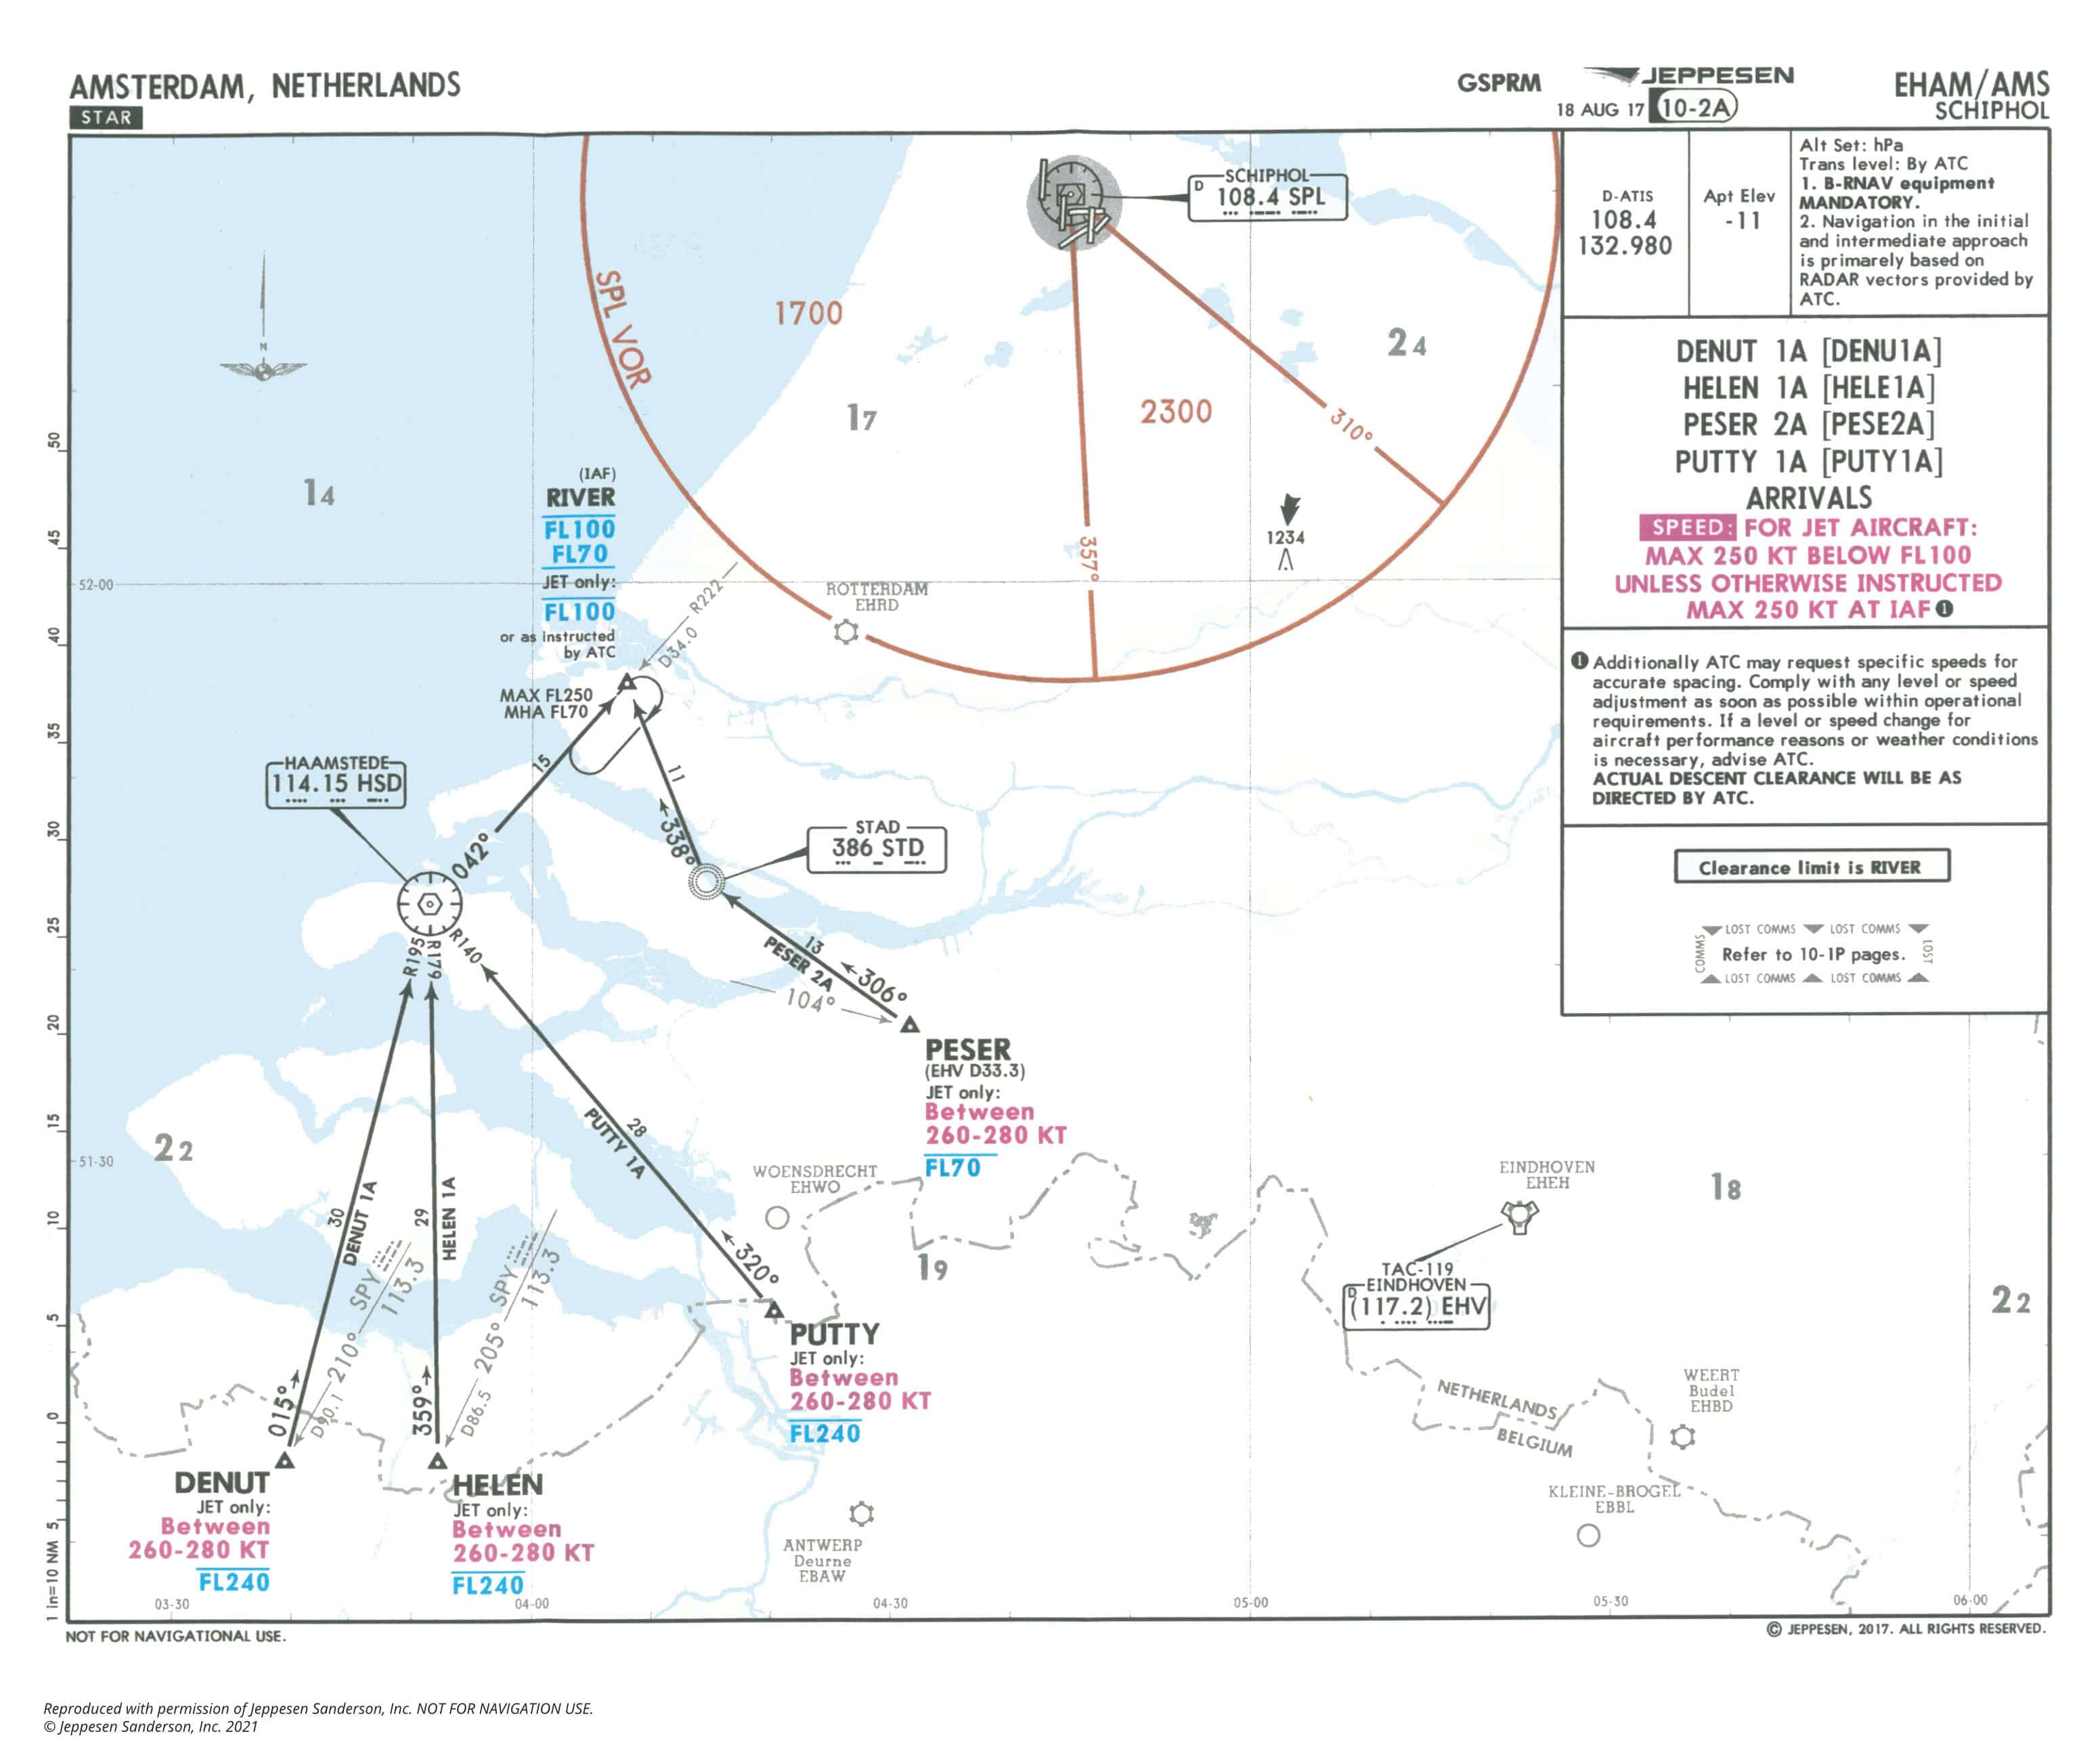 AMSTERDAM, NETHERLANDS
STAR
GSPRM
JEPPESEN
18 AUG 17
10-2A
EHAM/AMS
SCHIPHOL
D-ATIS
108.4
132.980
Apt Elev
-11
Alt Set: hPa
Trans level: By ATC
1. B-RNAV equipment
MANDATORY.
2. Navigation in the initial
and intermediate approach
is primarely based on
RADAR vectors provided by
ATC.
DENUT 1A [DENU1A]
HELEN 1A [HELE1A]
PESER 2A [PESE2A]
PUTTY 1A [PUTY1A]
ARRIVALS
SPEED: FOR JET AIRCRAFT:
MAX 250 KT BELOW FL100
UNLESS OTHERWISE INSTRUCTED
MAX 250 KT AT IAF 1
1 Additionally ATC may request specific speeds for
accurate spacing. Comply with any level or speed
adjustment as soon as possible within operational
requirements. If a level or speed change for
aircraft performance reasons or weather conditions
is necessary, advise ATC.
ACTUAL DESCENT CLEARANCE WILL BE AS
DIRECTED BY ATC.
Clearance limit is RIVER
LOST COMMS LOST COMMS
COMMS
Refer to 10-1P pages.
LOST
LOST COMMS LOST COMMS
SCHIPHOL
D 108.4 SPL
SPL VOR
1700
2300
310°
357°
17
24
14
N
1234
(IAF)
RIVER
FL100
FL70
JET only:
FL100
or as instructed
by ATC
D34.0
R222
ROTTERDAM
EHRD
MAX FL250
MHA FL70
HAAMSTEDE
114.15 HSD
15
042°
11
338°
STAD
386 STD
R195
R179
R140
13
PESER 2A
306°
104°
PESER
(EHV D33.3)
JET only:
Between
260-280 KT
FL70
28
PUTTY 1A
320°
WOENSDRECHT
EHWO
22
19
18
22
EINDHOVEN
EHEH
TAC-119
EINDHOVEN
D (117.2) EHV
30
DENUT 1A
29
HELEN 1A
SPY
113.3
210°
D90.1
SPY
113.3
205°
D86.5
015°
359°
PUTTY
JET only:
Between
260-280 KT
FL240
DENUT
JET only:
Between
260-280 KT
FL240
HELEN
JET only:
Between
260-280 KT
FL240
ANTWERP
Deurne
EBAW
NETHERLANDS
BELGIUM
WEERT
Budel
EHBD
KLEINE-BROGEL
EBBL
50
45
40
35
30
25
20
15
10
5
0
5
1 in=10 NM
52-00
51-30
03-30
04-00
04-30
05-00
05-30
06-00
NOT FOR NAVIGATIONAL USE.
© JEPPESEN, 2017. ALL RIGHTS RESERVED.
Reproduced with permission of Jeppesen Sanderson, Inc. NOT FOR NAVIGATION USE.
© Jeppesen Sanderson, Inc. 2021